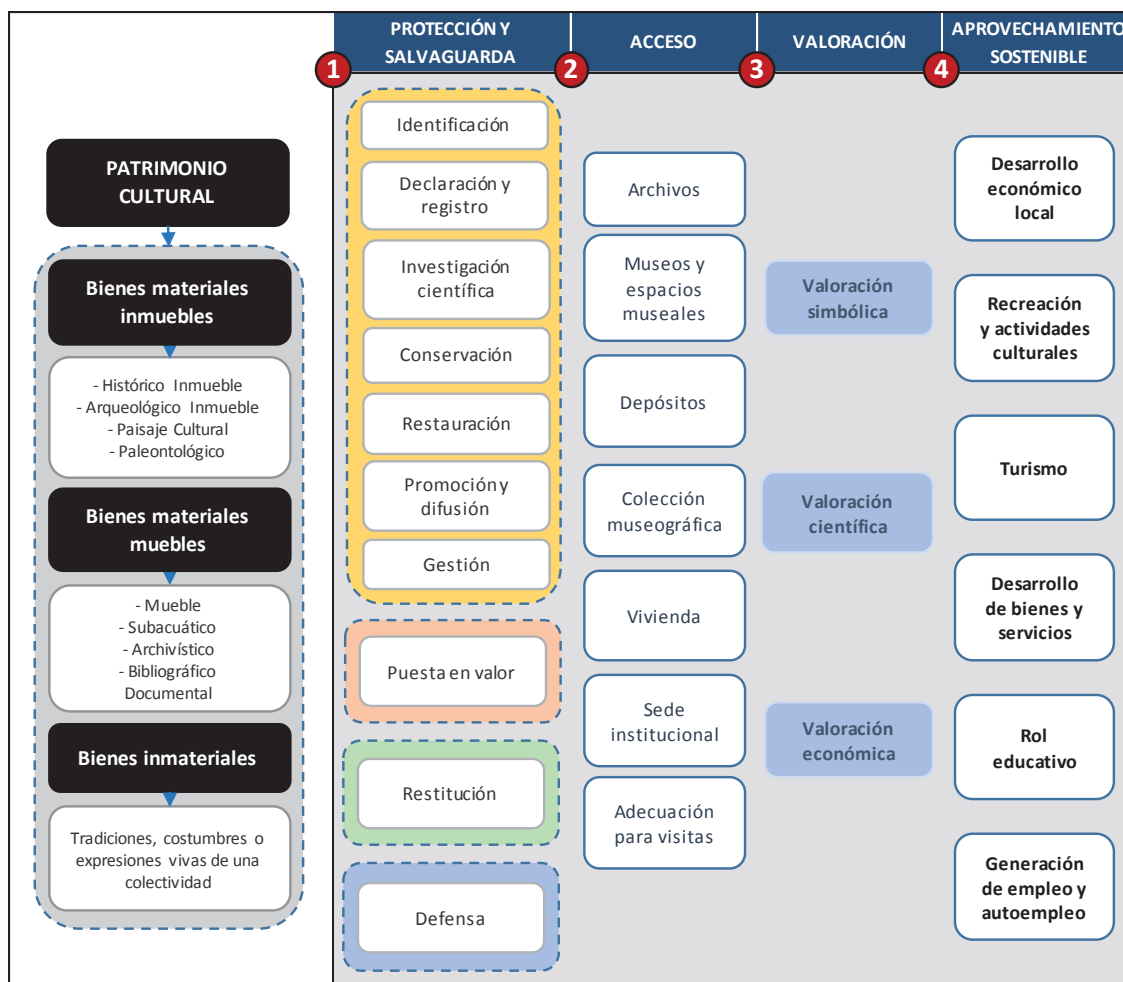 PATRIMONIO
CULTURAL
Bienes materiales
inmuebles
- Histórico Inmueble
- Arqueológico Inmueble
- Paisaje Cultural
- Paleontológico
Bienes materiales
muebles
- Mueble
- Subacuático
- Archivístico
- Bibliográfico
Documental
Bienes inmateriales
Tradiciones, costumbres o
expresiones vivas de una
colectividad
1
PROTECCIÓN Y
SALVAGUARDA
Identificación
Declaración y
registro
Investigación
científica
Conservación
Restauración
Promoción y
difusión
Gestión
Puesta en valor
Restitución
Defensa
2
ACCESO
Archivos
Museos y
espacios
museales
Depósitos
Colección
museográfica
Vivienda
Sede
institucional
Adecuación
para visitas
3
VALORACIÓN
Valoración
simbólica
Valoración
científica
Valoración
económica
4
APROVECHAMIENTO
SOSTENIBLE
Desarrollo
económico
local
Recreación
y actividades
culturales
Turismo
Desarrollo
de bienes y
servicios
Rol
educativo
Generación
de empleo y
autoempleo